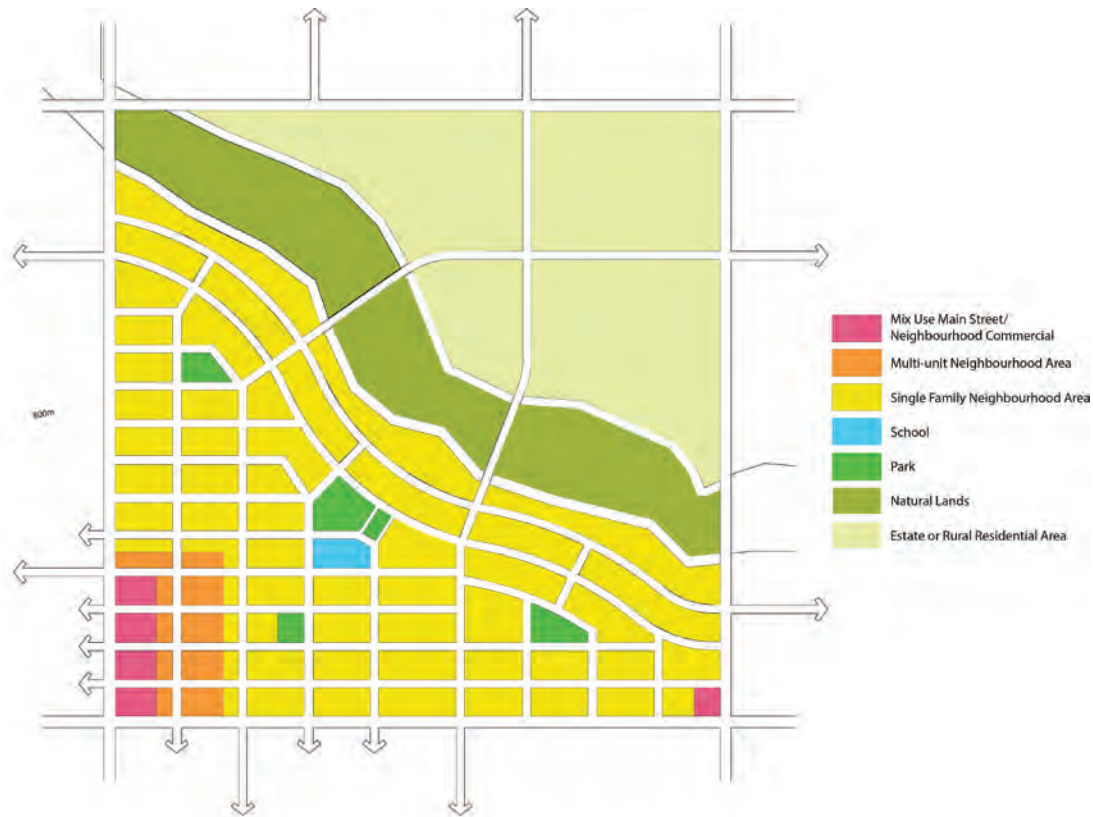 800m
Mix Use Main Street/
Neighbourhood Commercial
Multi-unit Neighbourhood Area
Single Family Neighbourhood Area
School
Park
Natural Lands
Estate or Rural Residential Area